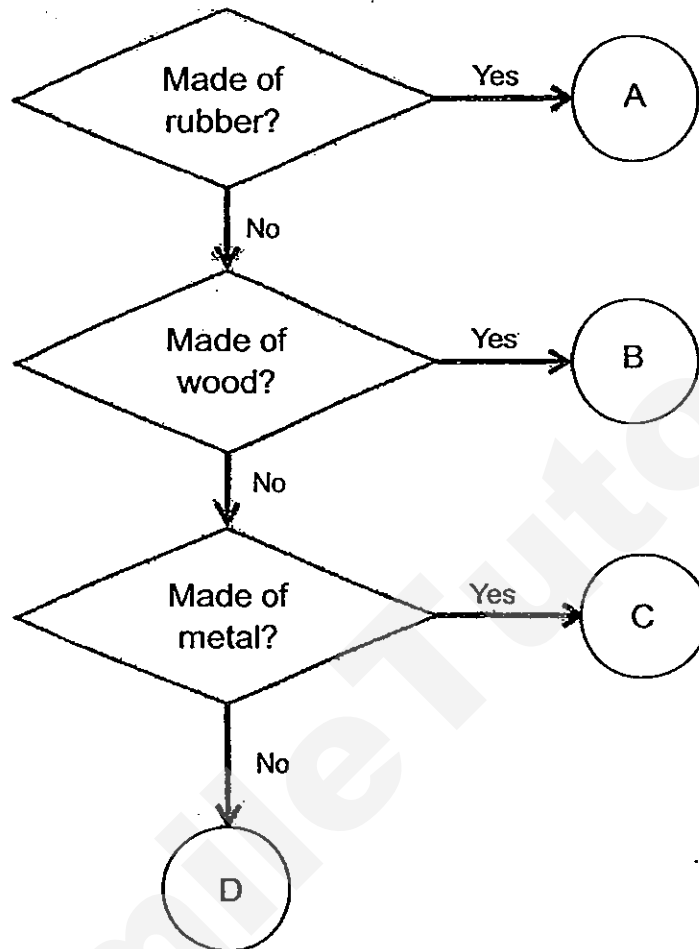 Made of
rubber?
Yes
A
No
Made of
wood?
Yes
B
No
Made of
metal?
Yes
C
No
D